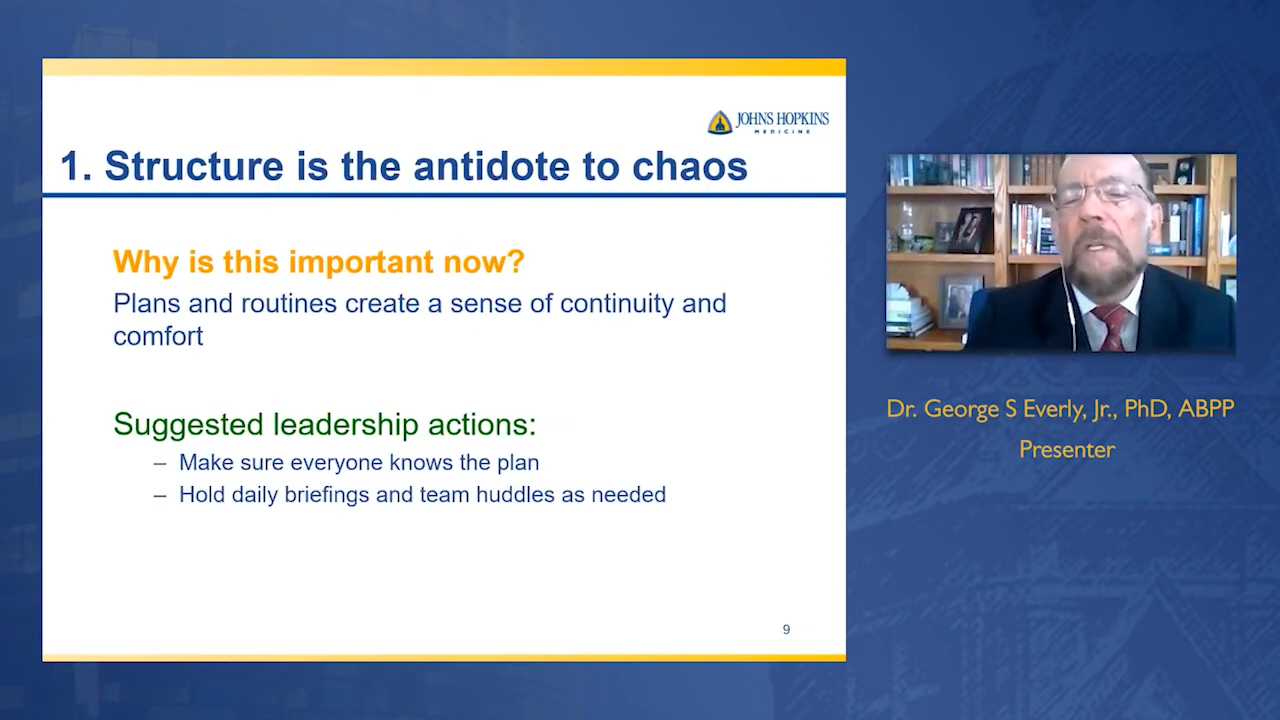 JOHNS HOPKINS
MEDICINE
1. Structure is the antidote to chaos
Why is this important now?
Plans and routines create a sense of continuity and
comfort
Suggested leadership actions:
– Make sure everyone knows the plan
– Hold daily briefings and team huddles as needed
9
Dr. George S Everly, Jr., PhD, ABPP
Presenter